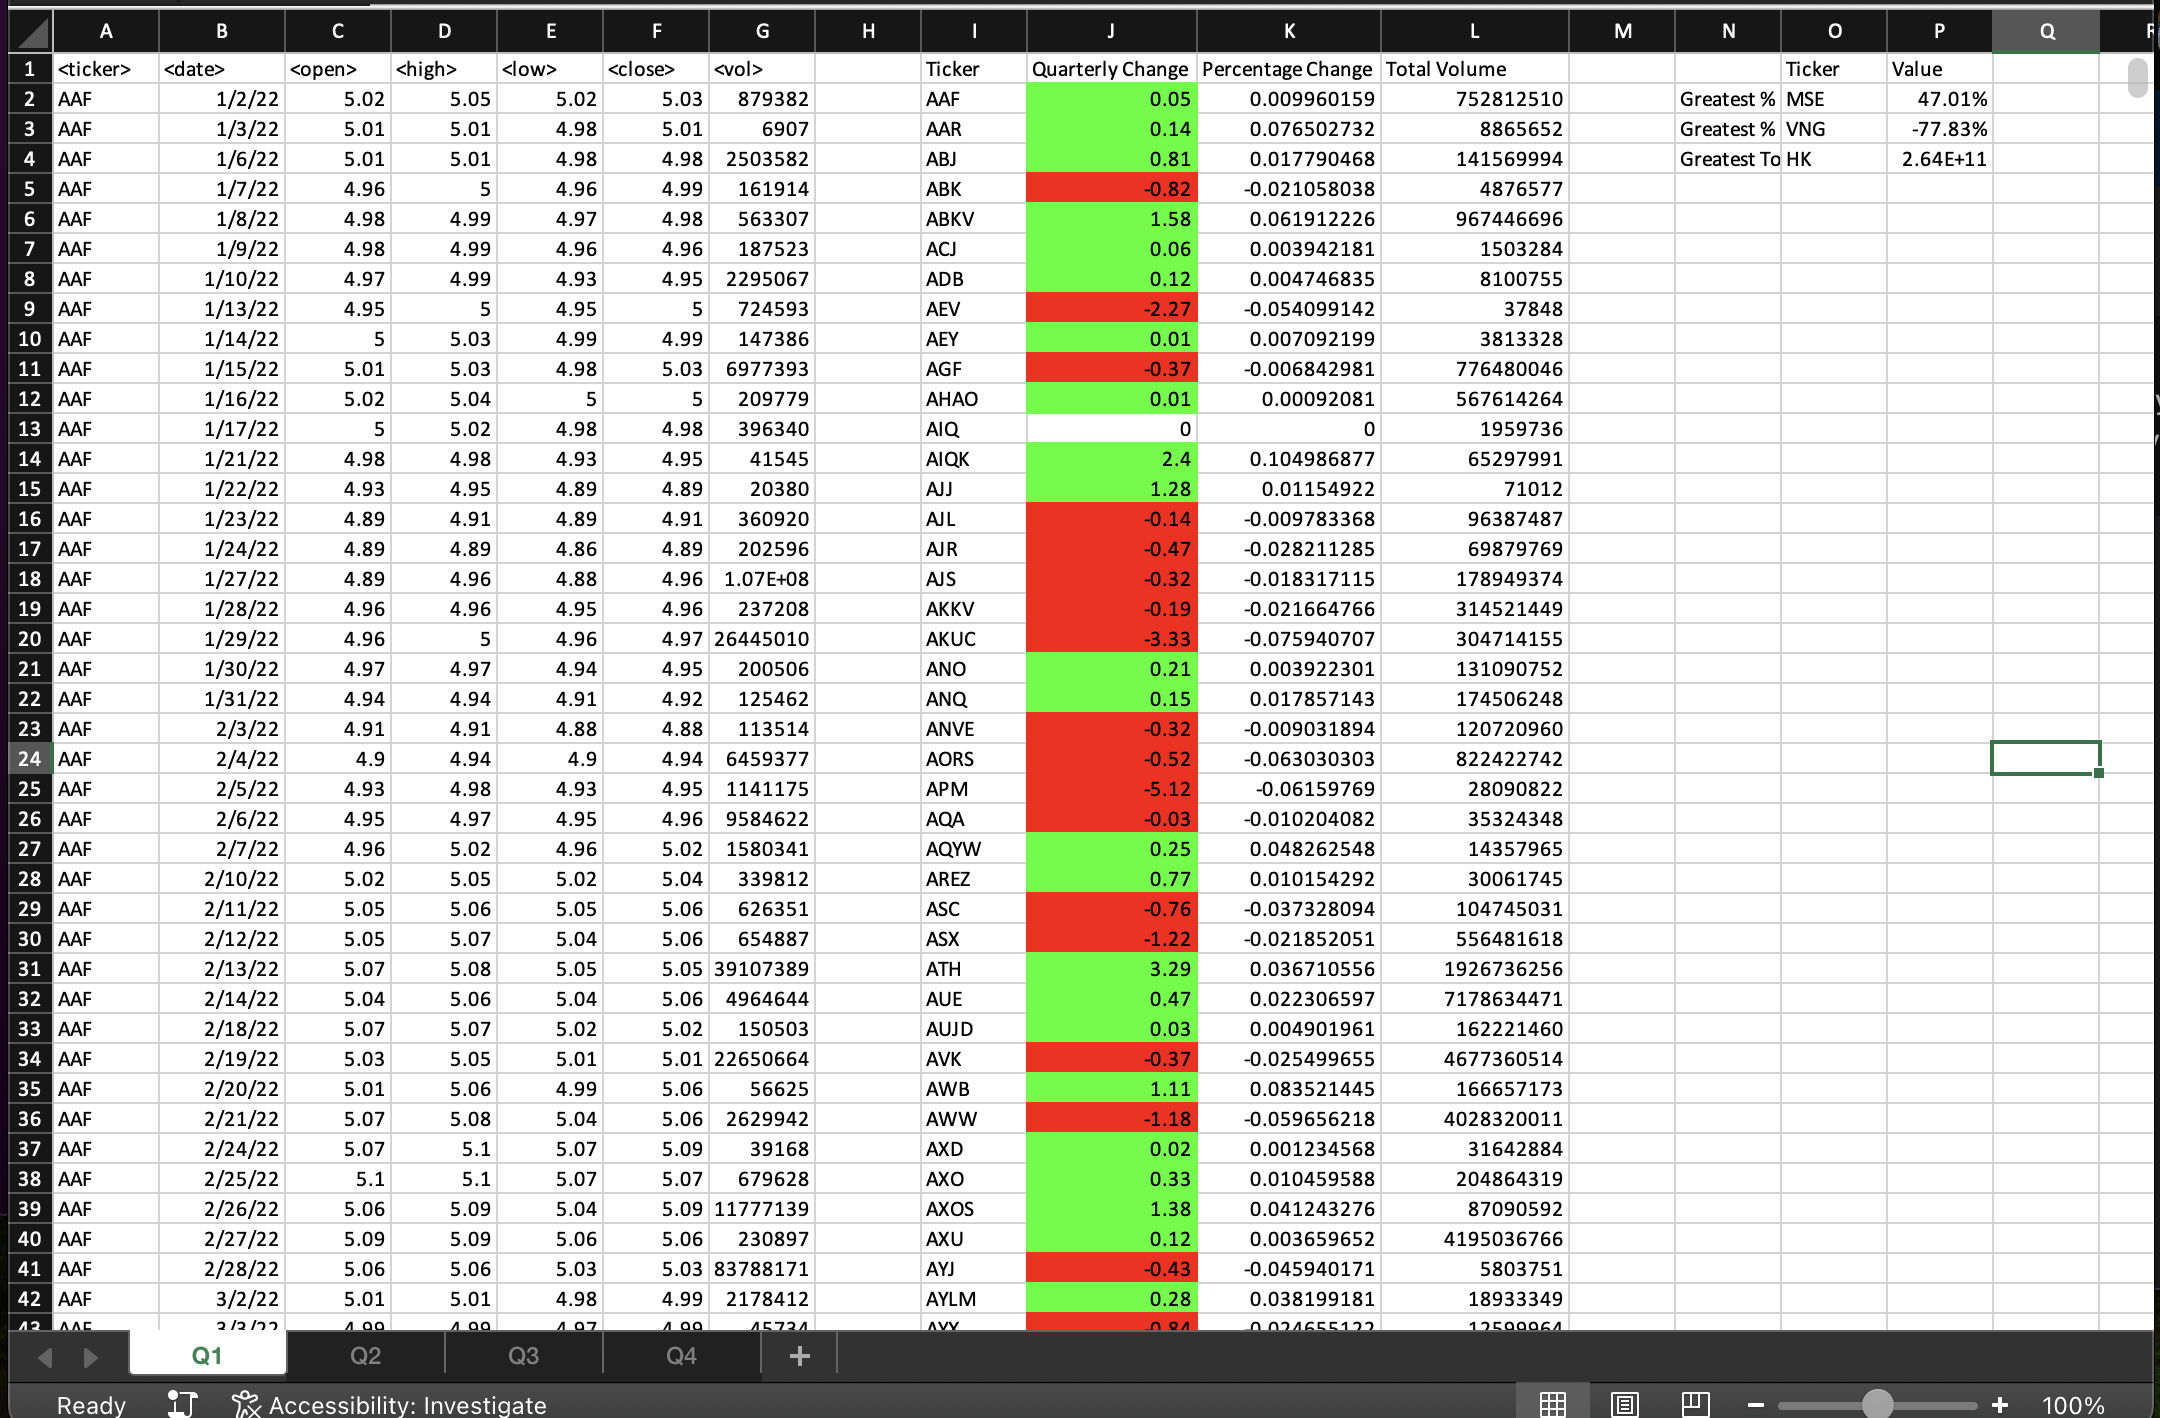 A B C D E F G H I J K L M N O P Q
1 <ticker> <date> <open> <high> <low> <close> <vol> Ticker Quarterly Change Percentage Change Total Volume Ticker Value
2 AAF 1/2/22 5.02 5.05 5.02 5.03 879382 AAF 0.05 0.009960159 752812510 Greatest % MSE 47.01%
3 AAF 1/3/22 5.01 5.01 4.98 5.01 6907 AAR 0.14 0.076502732 8865652 Greatest % VNG -77.83%
4 AAF 1/6/22 5.01 5.01 4.98 4.98 2503582 ABJ 0.81 0.017790468 141569994 Greatest To HK 2.64E+11
5 AAF 1/7/22 4.96 5 4.96 4.99 161914 ABK -0.82 -0.021058038 4876577
6 AAF 1/8/22 4.98 4.99 4.97 4.98 563307 ABKV 1.58 0.061912226 967446696
7 AAF 1/9/22 4.98 4.99 4.96 4.96 187523 ACJ 0.06 0.003942181 1503284
8 AAF 1/10/22 4.97 4.99 4.93 4.95 2295067 ADB 0.12 0.004746835 8100755
9 AAF 1/13/22 4.95 5 4.95 5 724593 AEV -2.27 -0.054099142 37848
10 AAF 1/14/22 5 5.03 4.99 4.99 147386 AEY 0.01 0.007092199 3813328
11 AAF 1/15/22 5.01 5.03 4.98 5.03 6977393 AGF -0.37 -0.006842981 776480046
12 AAF 1/16/22 5.02 5.04 5 5 209779 AHAO 0.01 0.00092081 567614264
13 AAF 1/17/22 5 5.02 4.98 4.98 396340 AIQ 0 0 1959736
14 AAF 1/21/22 4.98 4.98 4.93 4.95 41545 AIQK 2.4 0.104986877 65297991
15 AAF 1/22/22 4.93 4.95 4.89 4.89 20380 AJJ 1.28 0.01154922 71012
16 AAF 1/23/22 4.89 4.91 4.89 4.91 360920 AJL -0.14 -0.009783368 96387487
17 AAF 1/24/22 4.89 4.89 4.86 4.89 202596 AJR -0.47 -0.028211285 69879769
18 AAF 1/27/22 4.89 4.96 4.88 4.96 1.07E+08 AJS -0.32 -0.018317115 178949374
19 AAF 1/28/22 4.96 4.96 4.95 4.96 237208 AKKV -0.19 -0.021664766 314521449
20 AAF 1/29/22 4.96 5 4.96 4.97 26445010 AKUC -3.33 -0.075940707 304714155
21 AAF 1/30/22 4.97 4.97 4.94 4.95 200506 ANO 0.21 0.003922301 131090752
22 AAF 1/31/22 4.94 4.94 4.91 4.92 125462 ANQ 0.15 0.017857143 174506248
23 AAF 2/3/22 4.91 4.91 4.88 4.88 113514 ANVE -0.32 -0.009031894 120720960
24 AAF 2/4/22 4.9 4.94 4.9 4.94 6459377 AORS -0.52 -0.063030303 822422742
25 AAF 2/5/22 4.93 4.98 4.93 4.95 1141175 APM -5.12 -0.06159769 28090822
26 AAF 2/6/22 4.95 4.97 4.95 4.96 9584622 AQA -0.03 -0.010204082 35324348
27 AAF 2/7/22 4.96 5.02 4.96 5.02 1580341 AQYW 0.25 0.048262548 14357965
28 AAF 2/10/22 5.02 5.05 5.02 5.04 339812 AREZ 0.77 0.010154292 30061745
29 AAF 2/11/22 5.05 5.06 5.05 5.06 626351 ASC -0.76 -0.037328094 104745031
30 AAF 2/12/22 5.05 5.07 5.04 5.06 654887 ASX -1.22 -0.021852051 556481618
31 AAF 2/13/22 5.07 5.08 5.05 5.05 39107389 ATH 3.29 0.036710556 1926736256
32 AAF 2/14/22 5.04 5.06 5.04 5.06 4964644 AUE 0.47 0.022306597 7178634471
33 AAF 2/18/22 5.07 5.07 5.02 5.02 150503 AUJD 0.03 0.004901961 162221460
34 AAF 2/19/22 5.03 5.05 5.01 5.01 22650664 AVK -0.37 -0.025499655 4677360514
35 AAF 2/20/22 5.01 5.06 4.99 5.06 56625 AWB 1.11 0.083521445 166657173
36 AAF 2/21/22 5.07 5.08 5.04 5.06 2629942 AWW -1.18 -0.059656218 4028320011
37 AAF 2/24/22 5.07 5.1 5.07 5.09 39168 AXD 0.02 0.001234568 31642884
38 AAF 2/25/22 5.1 5.1 5.07 5.07 679628 AXO 0.33 0.010459588 204864319
39 AAF 2/26/22 5.06 5.09 5.04 5.09 11777139 AXOS 1.38 0.041243276 87090592
40 AAF 2/27/22 5.09 5.09 5.06 5.06 230897 AXU 0.12 0.003659652 4195036766
41 AAF 2/28/22 5.06 5.06 5.03 5.03 83788171 AYJ -0.43 -0.045940171 5803751
42 AAF 3/2/22 5.01 5.01 4.98 4.99 2178412 AYLM 0.28 0.038199181 18933349
43 AAF 3/3/22 4.99 4.99 4.97 4.99 45734 AYX -0.84 -0.024655122 12599964
Q1 Q2 Q3 Q4 +
Ready Accessibility: Investigate 100%